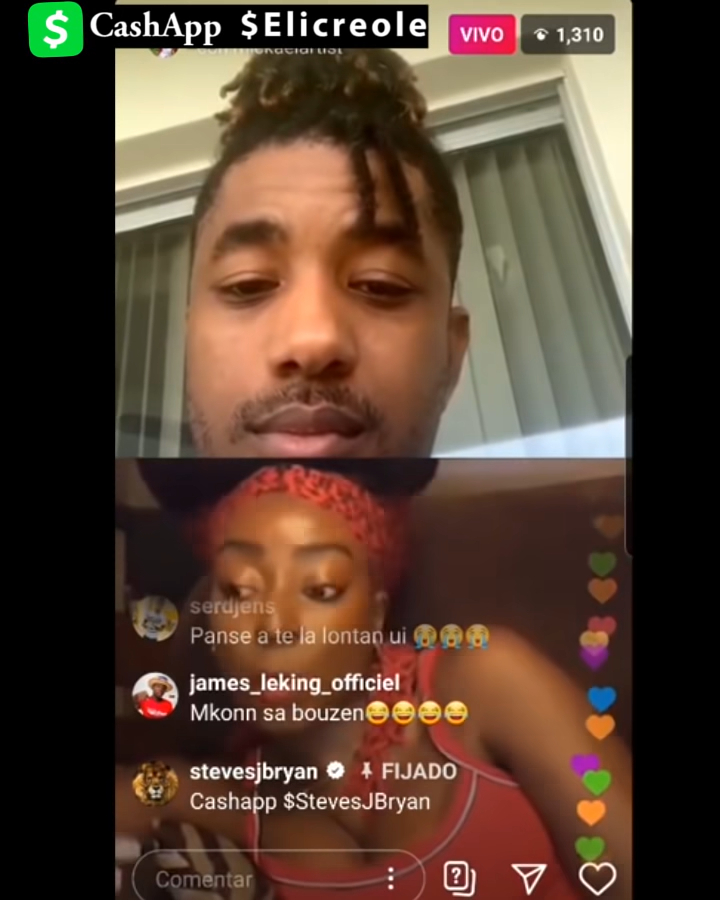 $ CashApp $Elicreole
VIVO 1,310
serdjens
Panse a te la lontan ui 😭😭😭
james_leking_officiel
Mkonn sa bouzen😂😂😂😂
stevesjbryan FIJADO
Cashapp $StevesJBryan
Comentar